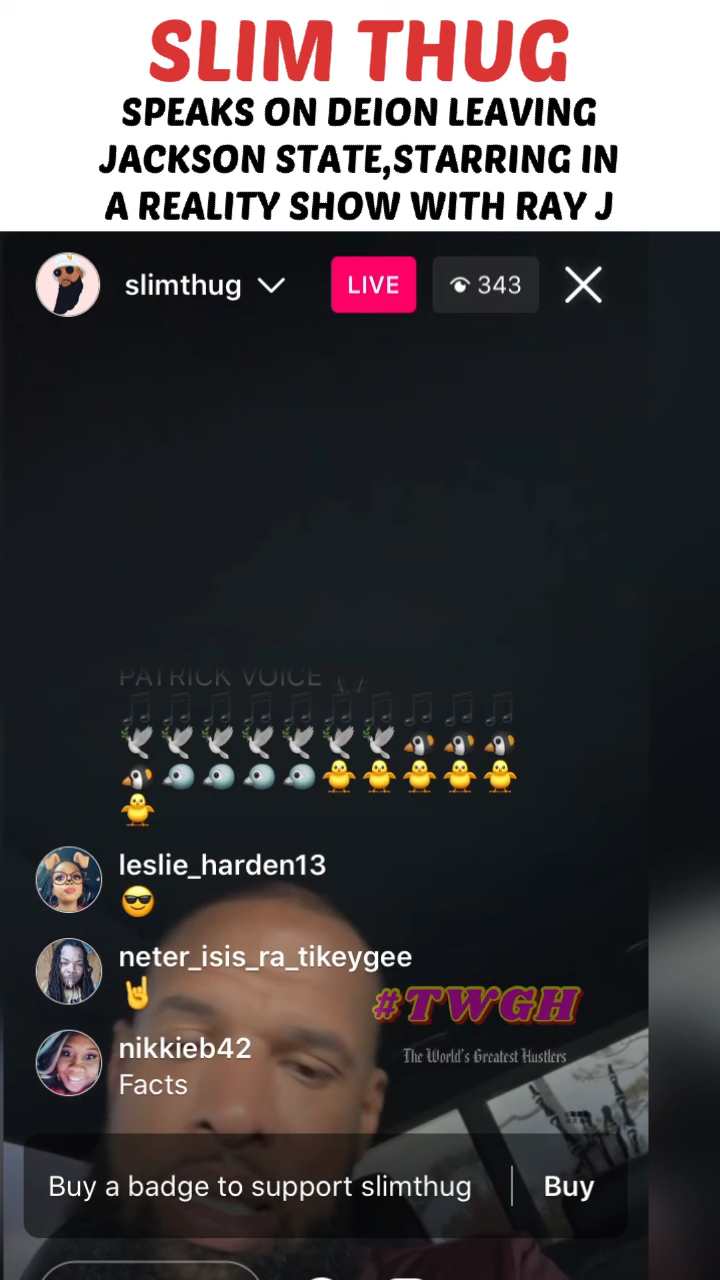 SLIM THUG
SPEAKS ON DEION LEAVING
JACKSON STATE,STARRING IN
A REALITY SHOW WITH RAY J
slimthug
LIVE
343
PATRICK VOICE
leslie_harden13
neter_isis_ra_tikeygee
#TWGH
The World's Greatest Hustlers
nikkieb42
Facts
Buy a badge to support slimthug
Buy